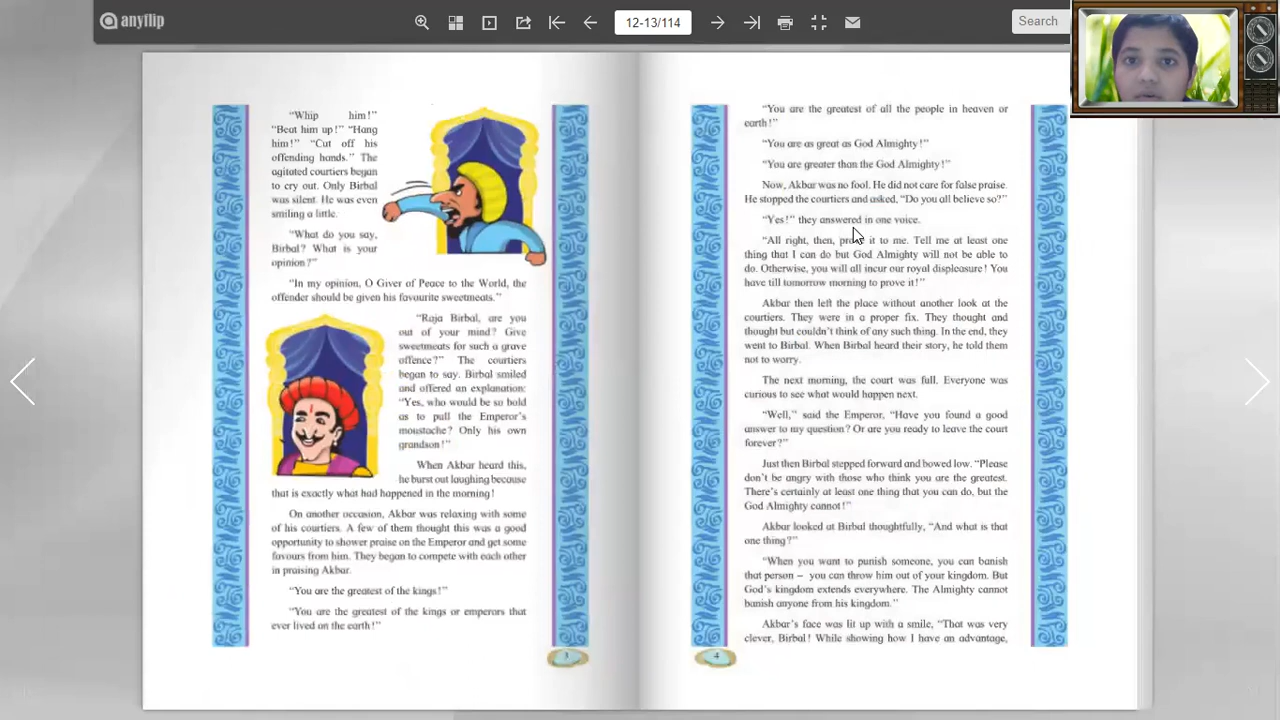 anyflip
12-13/114
Search
“Whip him!”
“Beat him up!” “Hang
him!” “Cut off his
offending hands.” The
agitated courtiers began
to cry out. Only Birbal
was silent. He was even
smiling a little.
“What do you say,
Birbal? What is your
opinion?”
“In my opinion, O Giver of Peace to the World, the
offender should be given his favourite sweetmeats.”
“Raja Birbal, are you
out of your mind? Give
sweetmeats for such a grave
offence?” The courtiers
began to say. Birbal smiled
and offered an explanation:
“Yes, who would be so bold
as to pull the Emperor’s
moustache? Only his own
grandson!”
When Akbar heard this,
he burst out laughing because
that is exactly what had happened in the morning!
On another occasion, Akbar was relaxing with some
of his courtiers. A few of them thought this was a good
opportunity to shower praise on the Emperor and get some
favours from him. They began to compete with each other
in praising Akbar.
“You are the greatest of the kings!”
“You are the greatest of the kings or emperors that
ever lived on the earth!”
3
“You are the greatest of all the people in heaven or
earth!”
“You are as great as God Almighty!”
“You are greater than the God Almighty!”
Now, Akbar was no fool. He did not care for false praise.
He stopped the courtiers and asked, “Do you all believe so?”
“Yes!” they answered in one voice.
“All right, then, it to me. Tell me at least one
thing that I can do but God Almighty will not be able to
do. Otherwise, you will all incur our royal displeasure! You
have till tomorrow morning to prove it!”
Akbar then left the place without another look at the
courtiers. They were in a proper fix. They thought and
thought but couldn’t think of any such thing. In the end, they
went to Birbal. When Birbal heard their story, he told them
not to worry.
The next morning, the court was full. Everyone was
curious to see what would happen next.
“Well,” said the Emperor, “Have you found a good
answer to my question? Or are you ready to leave the court
forever?”
Just then Birbal stepped forward and bowed low. “Please
don’t be angry with those who think you are the greatest.
There’s certainly at least one thing that you can do, but the
God Almighty cannot!”
Akbar looked at Birbal thoughtfully, “And what is that
one thing?”
“When you want to punish someone, you can banish
that person – you can throw him out of your kingdom. But
God’s kingdom extends everywhere. The Almighty cannot
banish anyone from his kingdom.”
Akbar’s face was lit up with a smile, “That was very
clever, Birbal! While showing how I have an advantage,
4